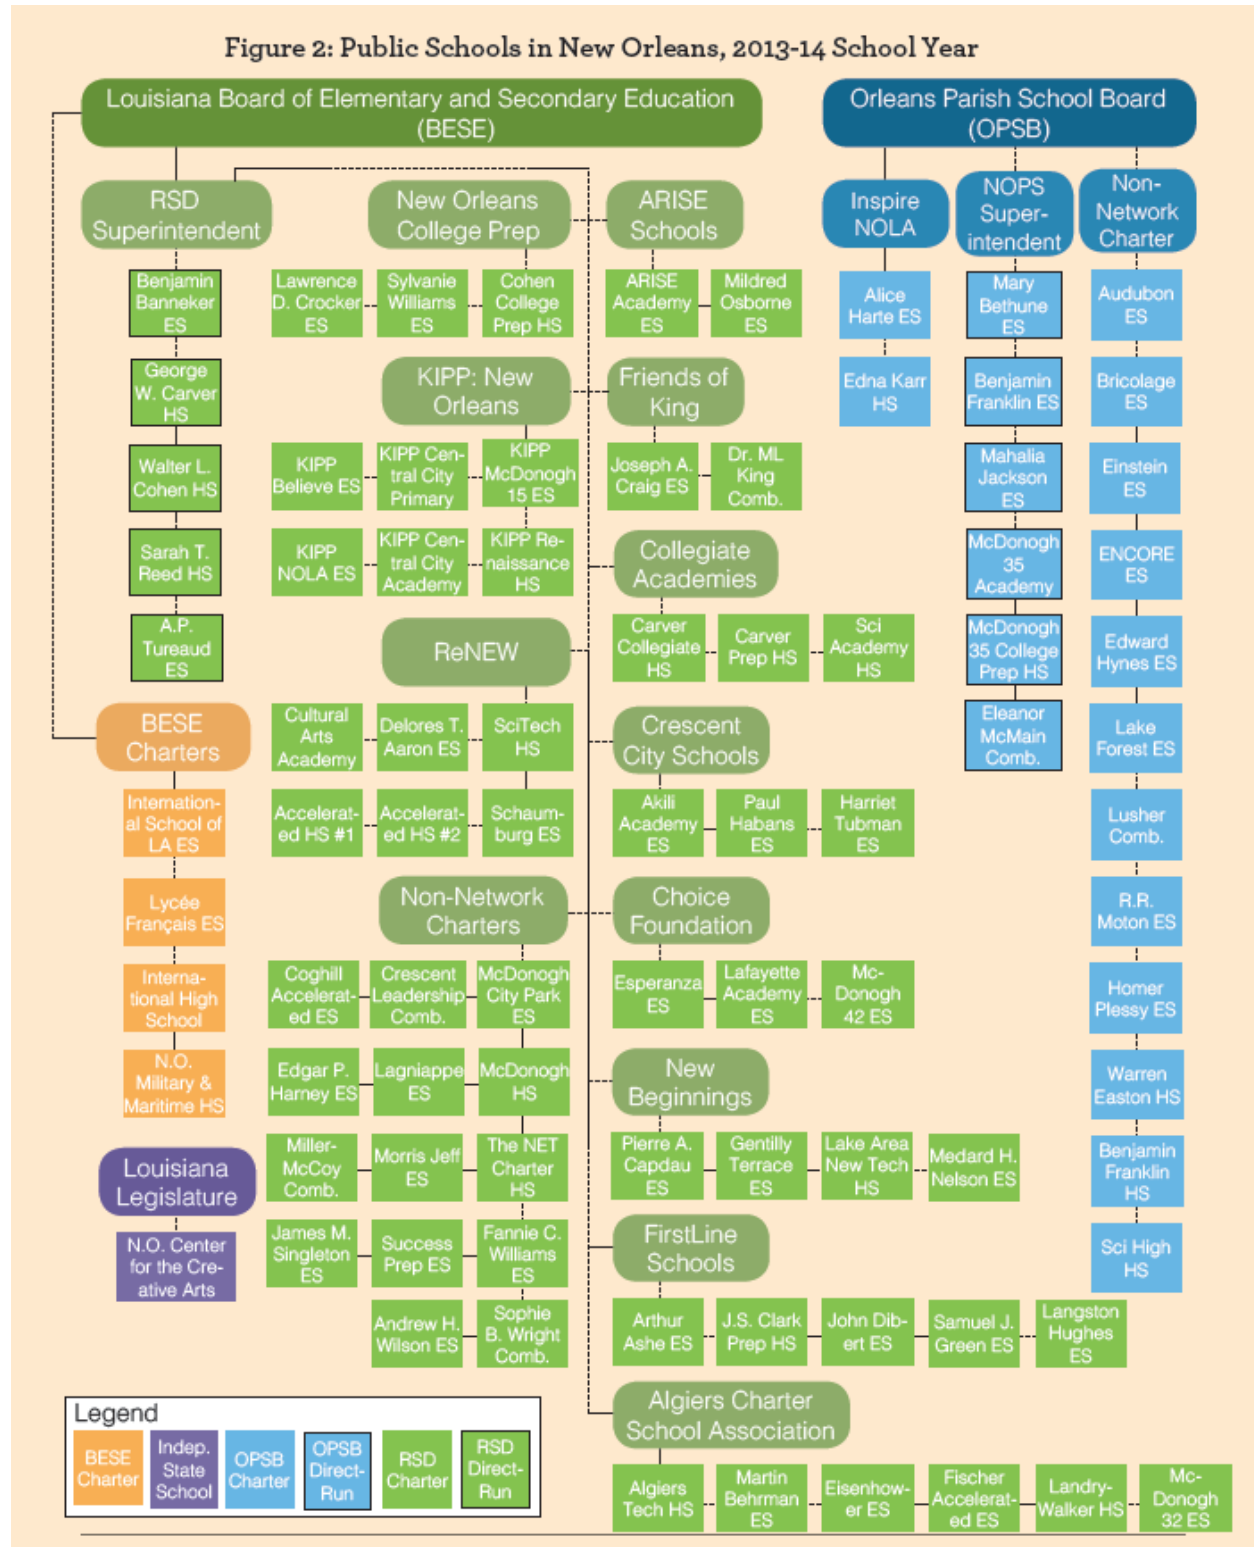 Figure 2: Public Schools in New Orleans, 2013-14 School Year
Louisiana Board of Elementary and Secondary Education
(BESE)
Orleans Parish School Board
(OPSB)
RSD
Superintendent
Benjamin
Banneker
ES
George
W. Carver
HS
Walter L.
Cohen HS
Sarah T.
Reed HS
A.P.
Tureaud
ES
BESE
Charters
Internation-
al School of
LA ES
Lycée
Français ES
Interna-
tional High
School
N.O.
Military &
Maritime HS
Louisiana
Legislature
N.O. Center
for the Cre-
ative Arts
New Orleans
College Prep
Lawrence
D. Crocker
ES
Sylvanie
Williams
ES
Cohen
College
Prep HS
KIPP: New
Orleans
KIPP
Believe ES
KIPP Cen-
tral City
Primary
KIPP
McDonogh
15 ES
KIPP
NOLA ES
KIPP Cen-
tral City
Academy
KIPP Re-
naissance
HS
ReNEW
Cultural
Arts
Academy
Delores T.
Aaron ES
SciTech
HS
Accelerat-
ed HS #1
Accelerat-
ed HS #2
Schaum-
burg ES
Non-Network
Charters
Coghill
Accelerat-
ed ES
Crescent
Leadership
Comb.
McDonogh
City Park
ES
Edgar P.
Harney ES
Lagniappe
ES
McDonogh
HS
Miller-
McCoy
Comb.
Morris Jeff
ES
The NET
Charter
HS
James M.
Singleton
ES
Success
Prep ES
Fannie C.
Williams
ES
Andrew H.
Wilson ES
Sophie
B. Wright
Comb.
ARISE
Schools
ARISE
Academy
ES
Mildred
Osborne
ES
Friends of
King
Joseph A.
Craig ES
Dr. ML
King
Comb.
Collegiate
Academies
Carver
Collegiate
HS
Carver
Prep HS
Sci
Academy
HS
Crescent
City Schools
Akili
Academy
ES
Paul
Habans
ES
Harriet
Tubman
ES
Choice
Foundation
Esperanza
ES
Lafayette
Academy
ES
Mc-
Donogh
42 ES
New
Beginnings
Pierre A.
Capdau
ES
Gentilly
Terrace
ES
Lake Area
New Tech
HS
Medard H.
Nelson ES
FirstLine
Schools
Arthur
Ashe ES
J.S. Clark
Prep HS
John Dib-
ert ES
Samuel J.
Green ES
Langston
Hughes
ES
Algiers Charter
School Association
Algiers
Tech HS
Martin
Behrman
ES
Eisenhow-
er ES
Fischer
Accelerat-
ed ES
Landry-
Walker HS
Mc-
Donogh
32 ES
Inspire
NOLA
Alice
Harte ES
Edna Karr
HS
NOPS
Super-
intendent
Mary
Bethune
ES
Benjamin
Franklin ES
Mahalia
Jackson
ES
McDonogh
35
Academy
McDonogh
35 College
Prep HS
Eleanor
McMain
Comb.
Non-
Network
Charter
Audubon
ES
Bricolage
ES
Einstein
ES
ENCORE
ES
Edward
Hynes ES
Lake
Forest ES
Lusher
Comb.
R.R.
Moton ES
Homer
Plessy ES
Warren
Easton HS
Benjamin
Franklin
HS
Sci High
HS
Legend
BESE
Charter
Indep.
State
School
OPSB
Charter
OPSB
Direct-
Run
RSD
Charter
RSD
Direct-
Run